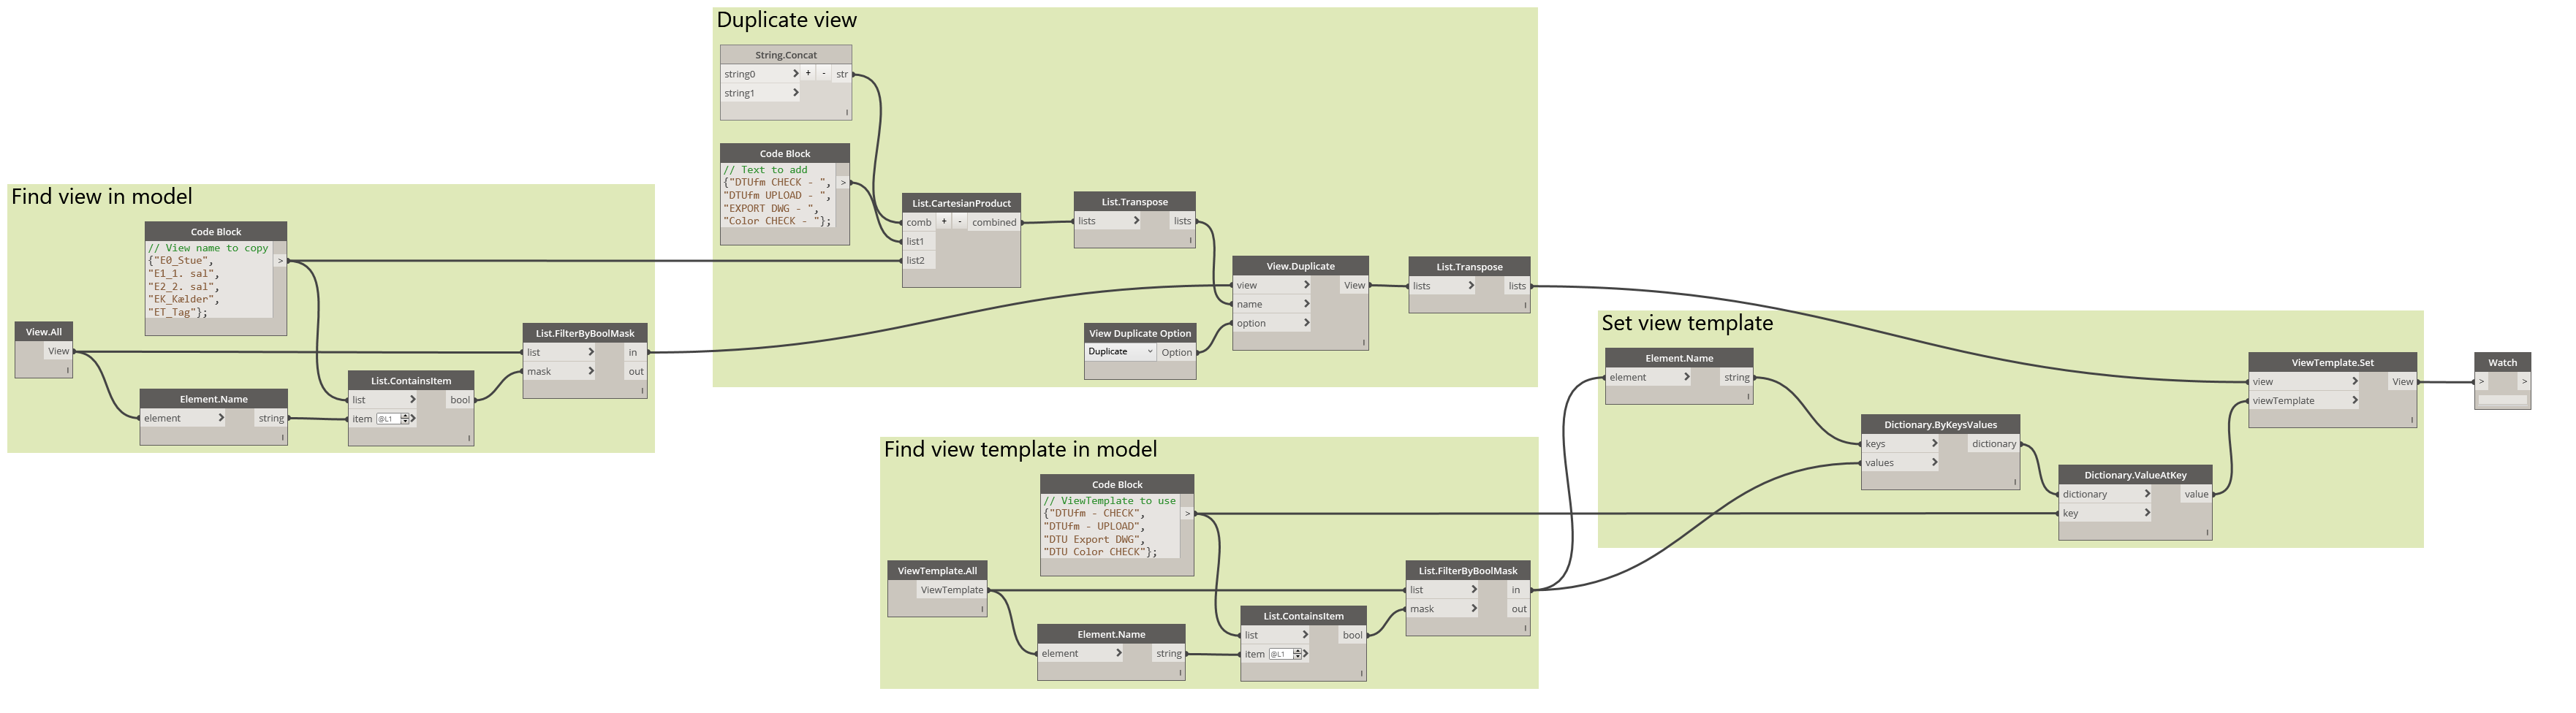 Find view in model
Code Block
// View name to copy
{"E0_Stue",
"E1_1. sal",
"E2_2. sal",
"EK_Kælder",
"ET_Tag"};
>
View.All
View
Element.Name
element
string
List.ContainsItem
list
bool
item @L1
List.FilterByBoolMask
list
in
mask
out
Duplicate view
String.Concat
string0
+ -
str
string1
Code Block
// Text to add
{"DTUfm CHECK - ",
"DTUfm UPLOAD - ",
"EXPORT DWG - ",
"Color CHECK - "};
>
List.CartesianProduct
comb
+ -
combined
list1
list2
List.Transpose
lists
lists
View Duplicate Option
Duplicate
Option
View.Duplicate
view
View
name
option
List.Transpose
lists
lists
Find view template in model
Code Block
// ViewTemplate to use
{"DTUfm - CHECK",
"DTUfm - UPLOAD",
"DTU Export DWG",
"DTU Color CHECK"};
>
ViewTemplate.All
ViewTemplate
Element.Name
element
string
List.ContainsItem
list
bool
item @L1
List.FilterByBoolMask
list
in
mask
out
Set view template
Element.Name
element
string
Dictionary.ByKeysValues
keys
dictionary
values
Dictionary.ValueAtKey
dictionary
value
key
ViewTemplate.Set
view
View
viewTemplate
Watch
> >